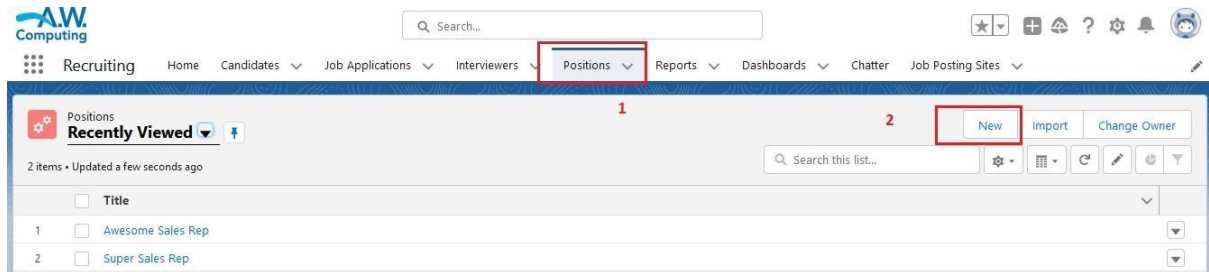 A.W.
Computing
Search...
Recruiting Home Candidates Job Applications Interviewers Positions Reports Dashboards Chatter Job Posting Sites
1
2
Positions
Recently Viewed
New Import Change Owner
2 items • Updated a few seconds ago
Search this list...
Title
1 Awesome Sales Rep
2 Super Sales Rep